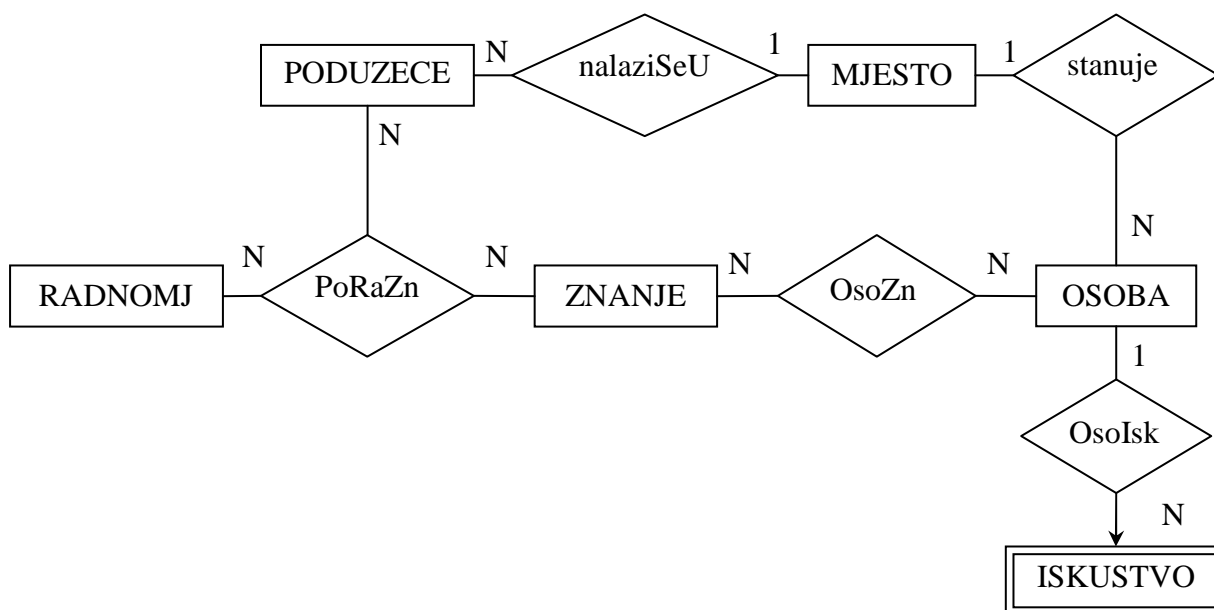 PODUZECE N nalaziSeU 1 MJESTO 1 stanuje
N
RADNOMJ N PoRaZn N ZNANJE N OsoZn N OSOBA N
1
OsoIsk
N
ISKUSTVO